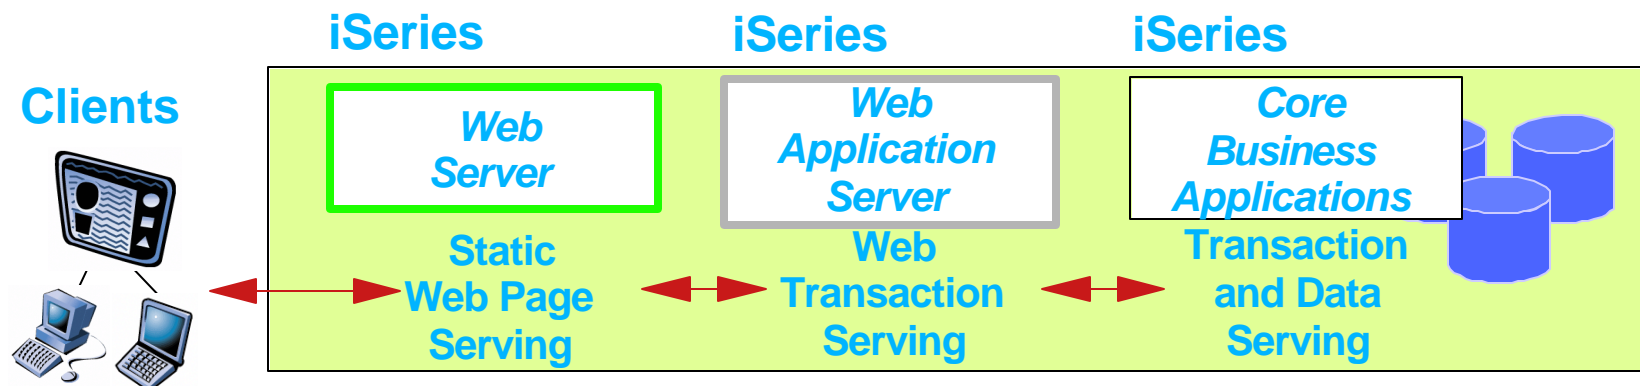 iSeries
iSeries
iSeries
Clients
Web
Server
Web
Application
Server
Core
Business
Applications
Static
Web Page
Serving
Web
Transaction
Serving
Transaction
and Data
Serving